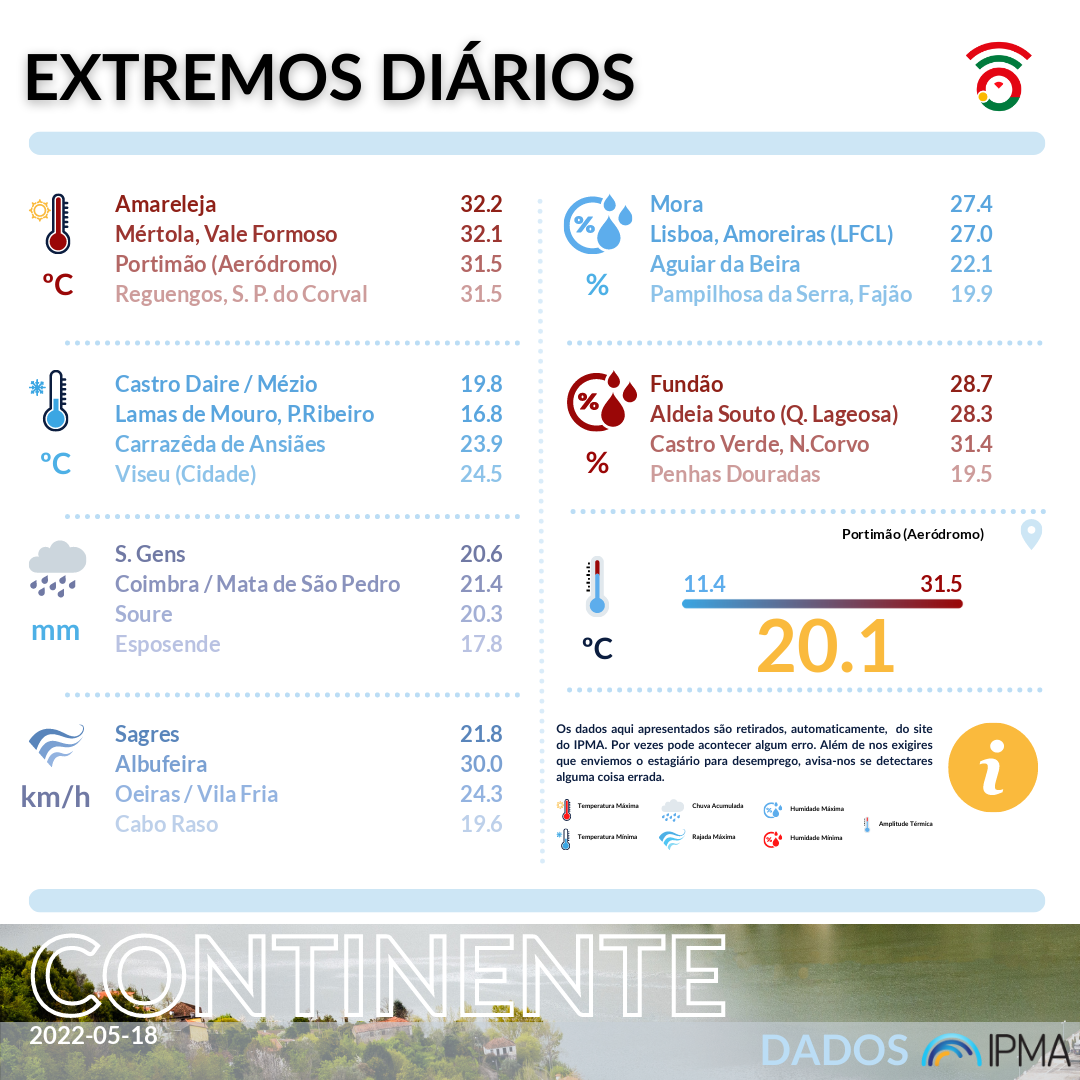 EXTREMOS DIÁRIOS
Amareleja 32.2
Mértola, Vale Formoso 32.1
Portimão (Aeródromo) 31.5
Reguengos, S. P. do Corval 31.5
ºC
Castro Daire / Mézio 19.8
Lamas de Mouro, P.Ribeiro 16.8
Carrazêda de Ansiães 23.9
Viseu (Cidade) 24.5
ºC
S. Gens 20.6
Coimbra / Mata de São Pedro 21.4
Soure 20.3
Esposende 17.8
mm
Sagres 21.8
Albufeira 30.0
Oeiras / Vila Fria 24.3
Cabo Raso 19.6
km/h
%
Mora 27.4
Lisboa, Amoreiras (LFCL) 27.0
Aguiar da Beira 22.1
Pampilhosa da Serra, Fajão 19.9
%
%
Fundão 28.7
Aldeia Souto (Q. Lageosa) 28.3
Castro Verde, N.Corvo 31.4
Penhas Douradas 19.5
%
Portimão (Aeródromo)
11.4 31.5
20.1
ºC
Os dados aqui apresentados são retirados, automaticamente, do site
do IPMA. Por vezes pode acontecer algum erro. Além de nos exigires
que enviemos o estagiário para desemprego, avisa-nos se detectares
alguma coisa errada.
i
Temperatura Máxima Chuva Acumulada Humidade Máxima
Amplitude Térmica
Temperatura Mínima Rajada Máxima Humidade Mínima
CONTINENTE
2022-05-18
DADOS IPMA